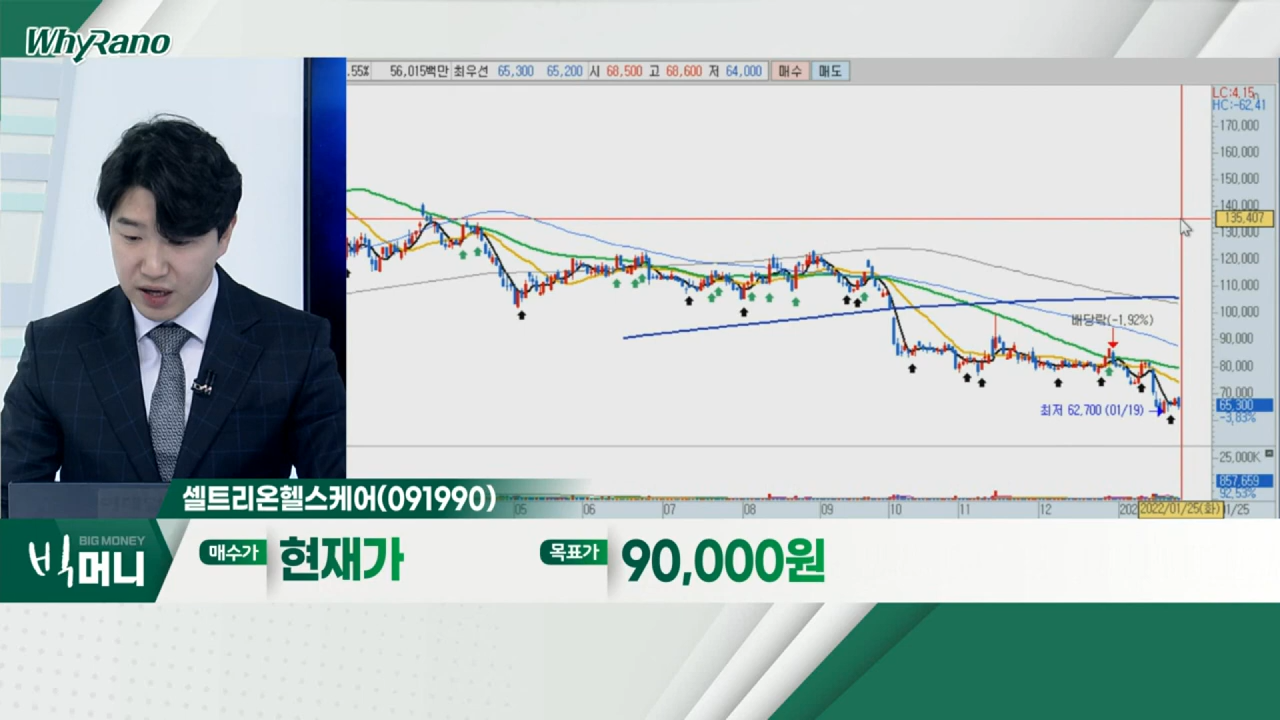 WhyRano
.55% 56,015백만 최우선 65,300 65,200 시 68,500 고 68,600 저 64,000 매수 매도
LC:4.15
HC:-62.41
170,000
160,000
150,000
140,000
135,407
130,000
120,000
110,000
100,000
배당락(-1.92%)
90,000
80,000
70,000
최저 62,700 (01/19)
65,300
-3.83%
25,000K
857,659
92.53%
05 06 07 08 09 10 11 12 202 2022/01/25(화) 01/25
셀트리온헬스케어(091990)
BIG MONEY
빅머니
매수가 현재가 목표가 90,000원